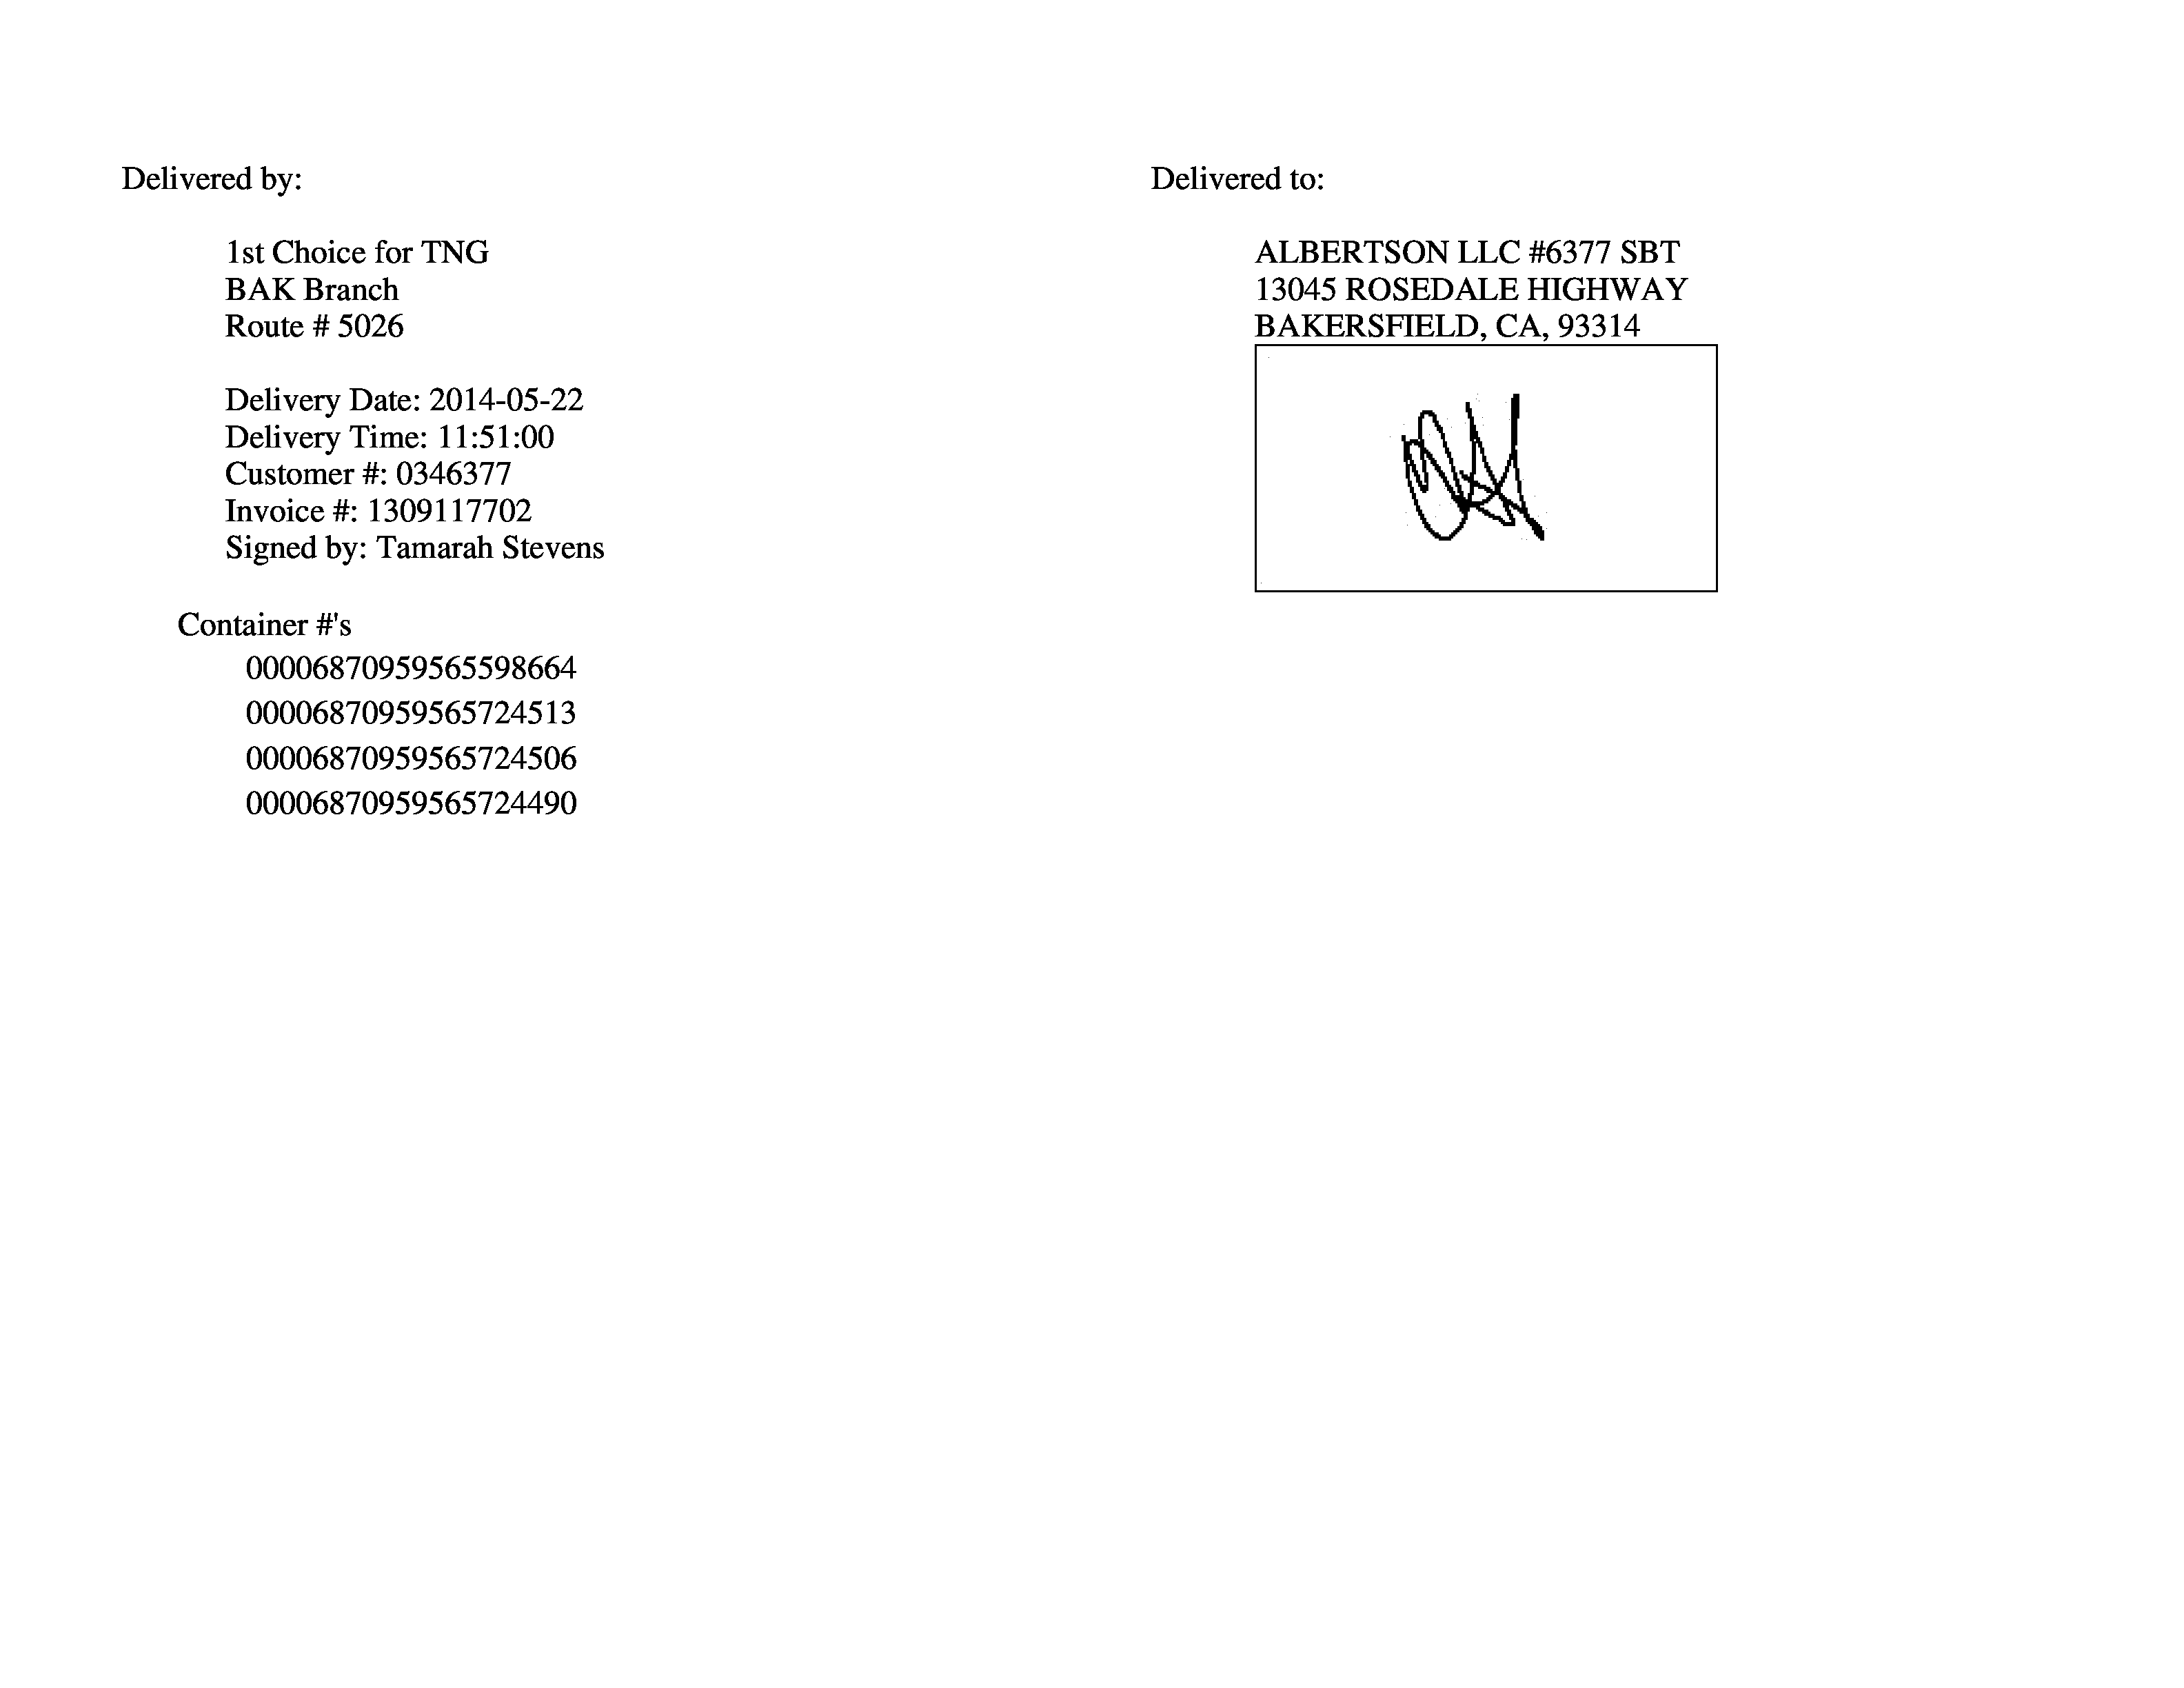 Delivered by:
1st Choice for TNG
BAK Branch
Route # 5026
Delivery Date: 2014-05-22
Delivery Time: 11:51:00
Customer #: 0346377
Invoice #: 1309117702
Signed by: Tamarah Stevens
Container #'s
00006870959565598664
00006870959565724513
00006870959565724506
00006870959565724490
Delivered to:
ALBERTSON LLC #6377 SBT
13045 ROSEDALE HIGHWAY
BAKERSFIELD, CA, 93314